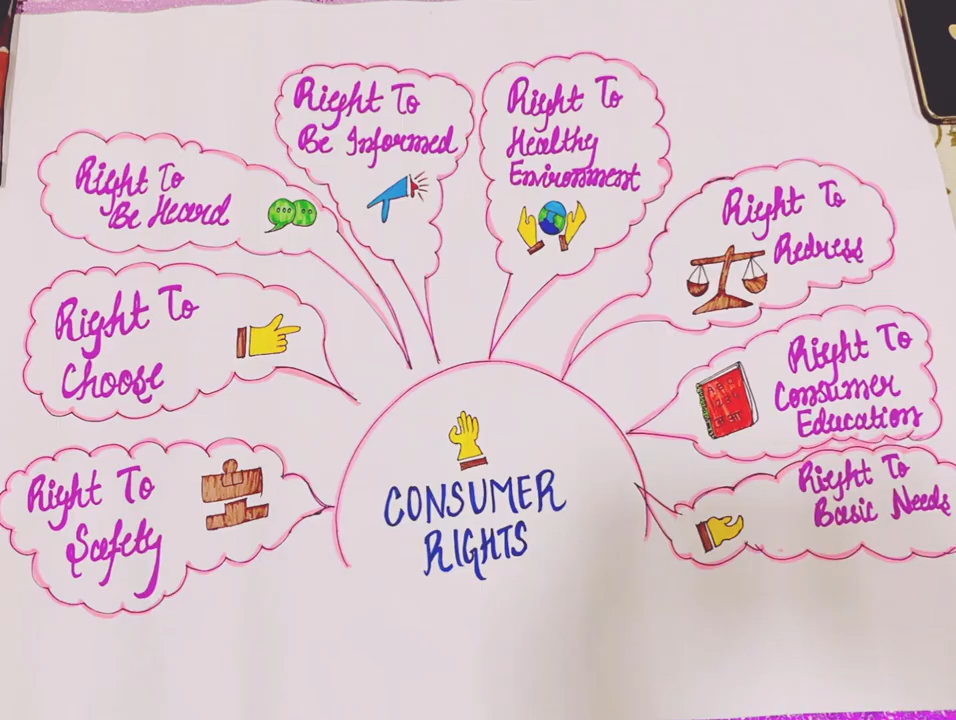 Right To
Be Informed
Right To
Healthy
Environment
Right To
Be Heard
Right To
Redress
Right To
Choose
Right To
Consumer
Education
Right To
Safety
Right To
Basic Needs
CONSUMER
RIGHTS